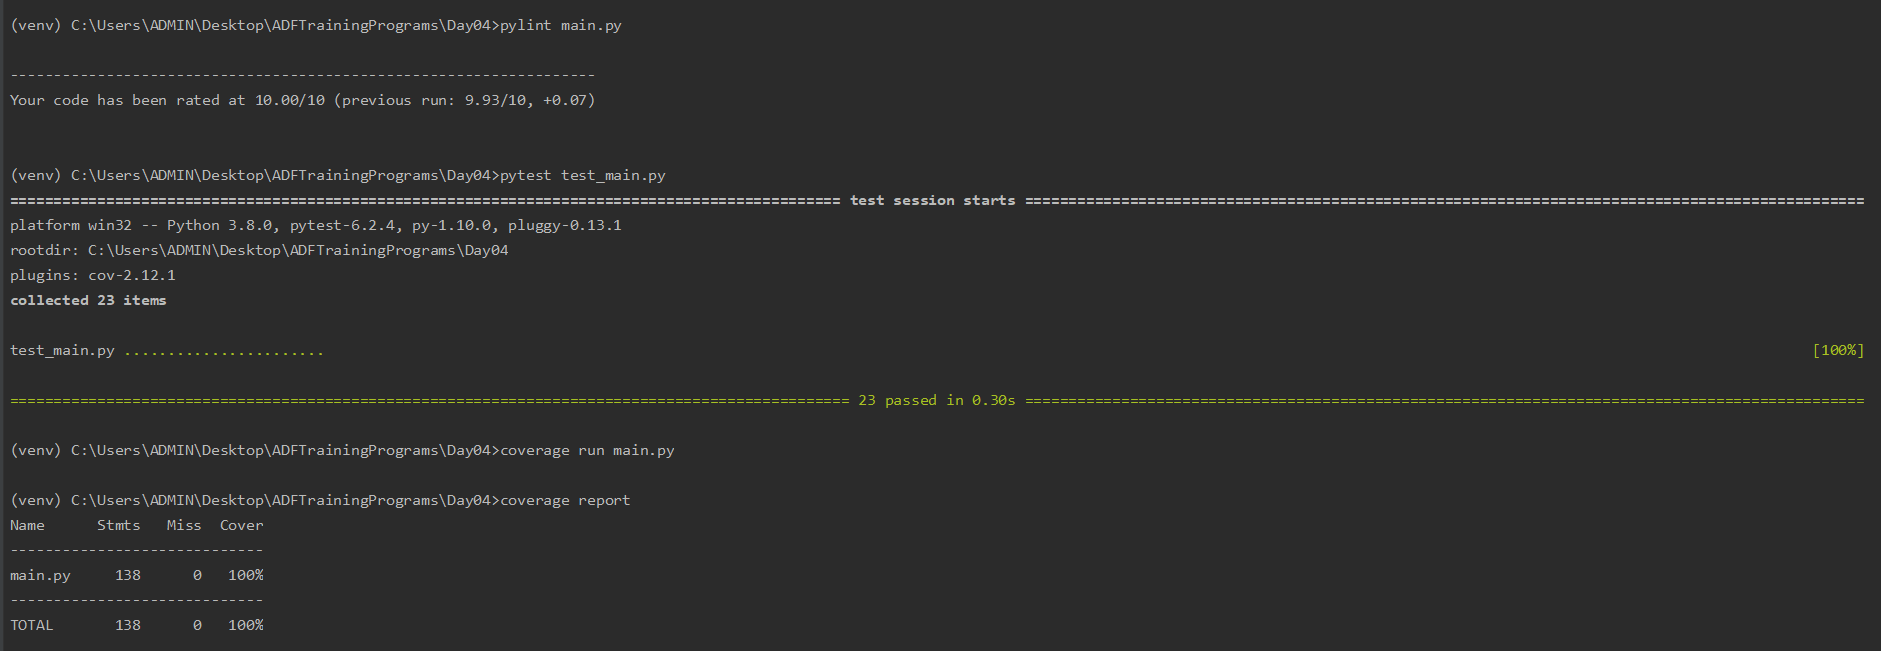 (venv) C:\Users\ADMIN\Desktop\ADFTrainingPrograms\Day04>pylint main.py
-------------------------------------------------------------------
Your code has been rated at 10.00/10 (previous run: 9.93/10, +0.07)
(venv) C:\Users\ADMIN\Desktop\ADFTrainingPrograms\Day04>pytest test_main.py
=============================================================================================== test session starts ================================================================================================
platform win32 -- Python 3.8.0, pytest-6.2.4, py-1.10.0, pluggy-0.13.1
rootdir: C:\Users\ADMIN\Desktop\ADFTrainingPrograms\Day04
plugins: cov-2.12.1
collected 23 items
test_main.py ....................... [100%]
================================================================================================ 23 passed in 0.30s ================================================================================================
(venv) C:\Users\ADMIN\Desktop\ADFTrainingPrograms\Day04>coverage run main.py
(venv) C:\Users\ADMIN\Desktop\ADFTrainingPrograms\Day04>coverage report
Name      Stmts   Miss  Cover
-----------------------------
main.py     138      0   100%
-----------------------------
TOTAL       138      0   100%